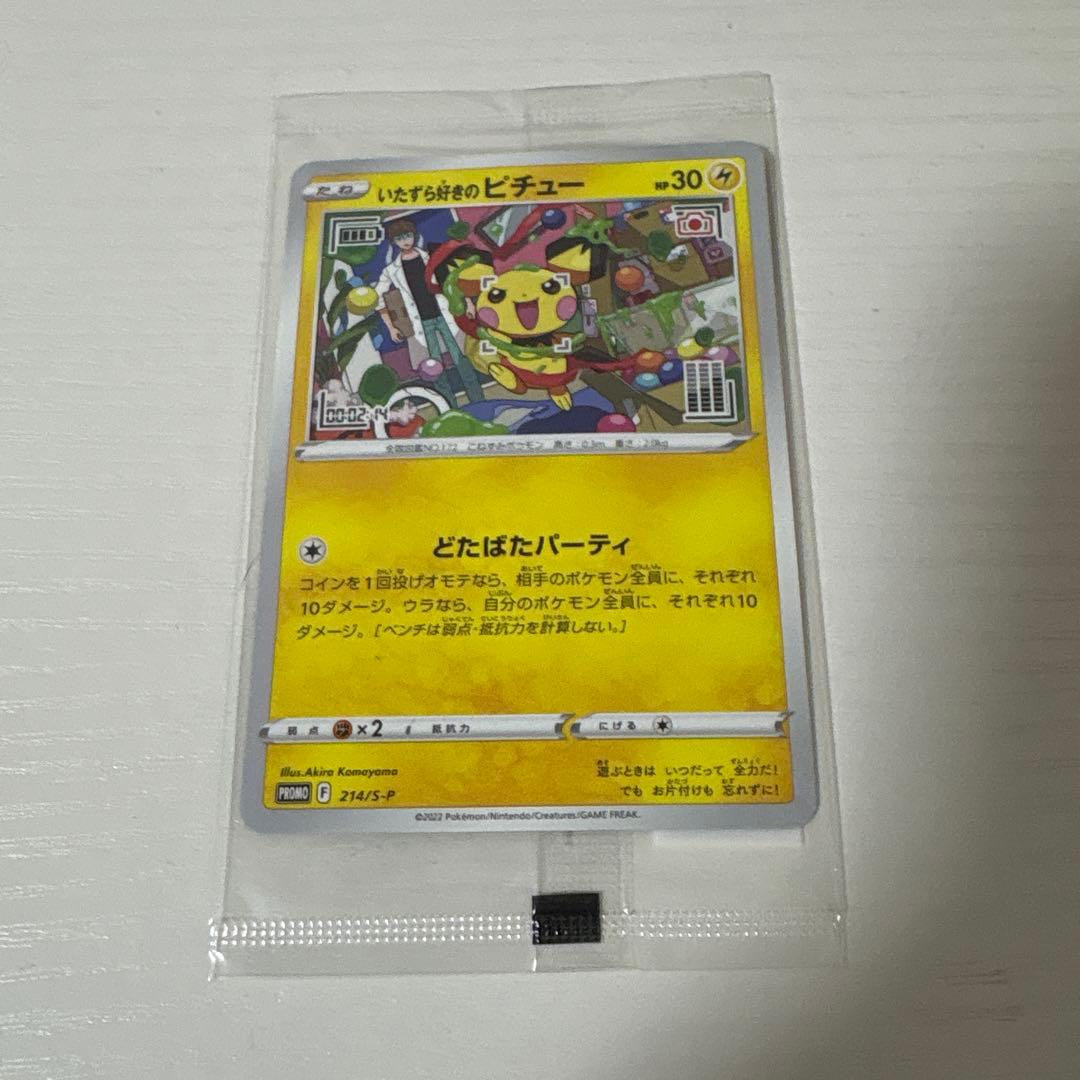 たね いたずら好きの ピチュー HP30
00:02:14
全国図鑑NO.172 こねずみポケモン 高さ：0.3m 重さ：2.0kg
どたばたパーティ
コインを1回投げオモテなら、相手のポケモン全員に、それぞれ
10ダメージ。ウラなら、自分のポケモン全員に、それぞれ10
ダメージ。［ベンチは弱点・抵抗力を計算しない。］
弱点 ×2 抵抗力 にげる
Illus.Akira Komayama
遊ぶときは いつだって 全力だ！
PROMO F 214/S-P
でも お片付けも 忘れずに！
©2022 Pokémon/Nintendo/Creatures/GAME FREAK.